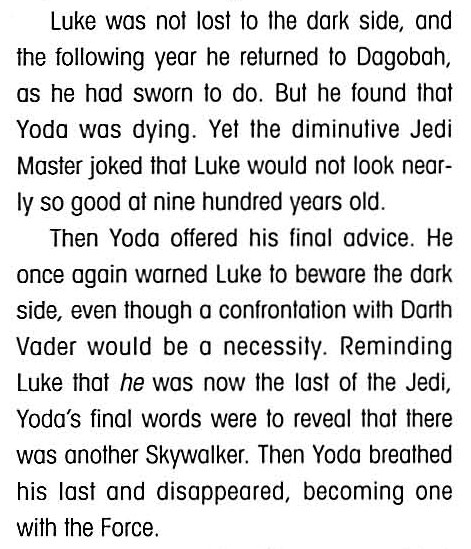 Luke was not lost to the dark side, and
the following year he returned to Dagobah,
as he had sworn to do. But he found that
Yoda was dying. Yet the diminutive Jedi
Master joked that Luke would not look near-
ly so good at nine hundred years old.
Then Yoda offered his final advice. He
once again warned Luke to beware the dark
side, even though a confrontation with Darth
Vader would be a necessity. Reminding
Luke that he was now the last of the Jedi,
Yoda's final words were to reveal that there
was another Skywalker. Then Yoda breathed
his last and disappeared, becoming one
with the Force.